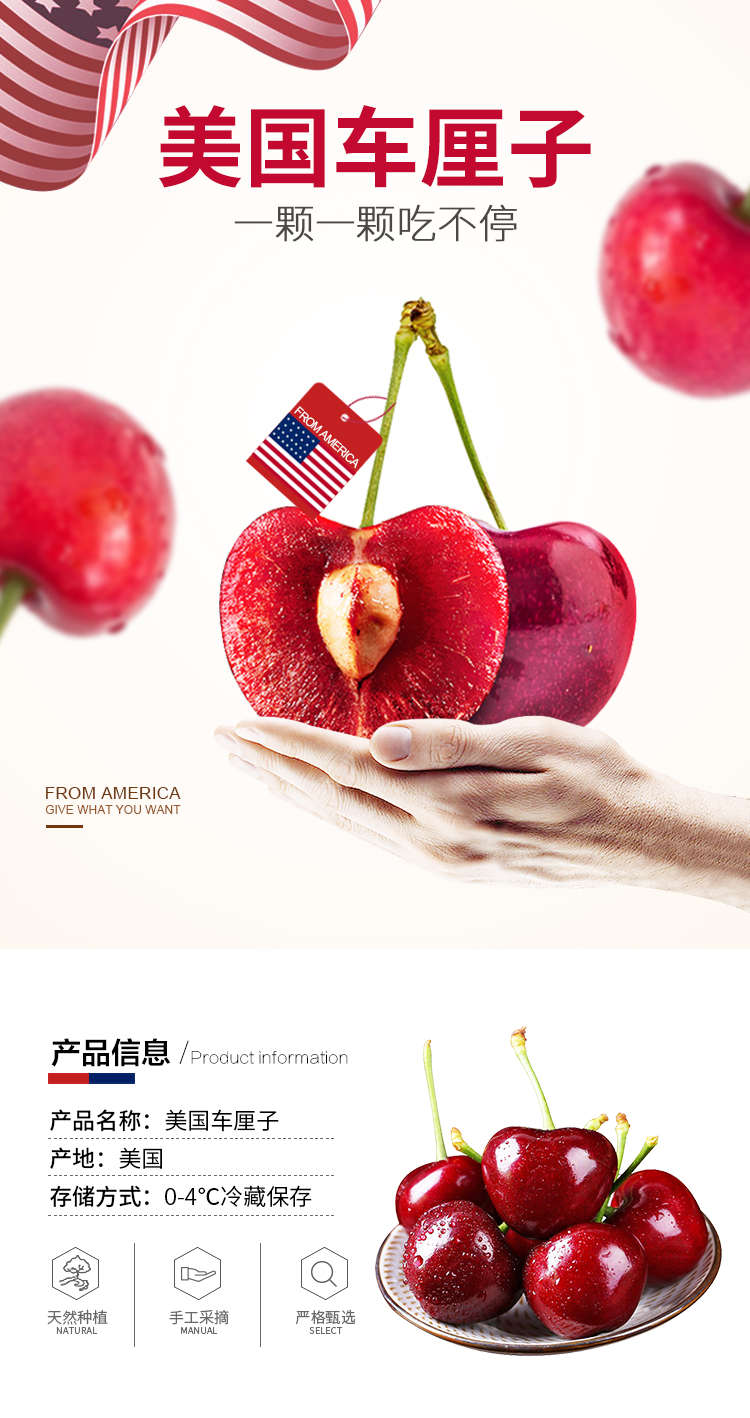 美国车厘子
一颗一颗吃不停
FROM AMERICA
FROM AMERICA
GIVE WHAT YOU WANT
产品信息 / Product information
产品名称：美国车厘子
产地：美国
存储方式：0-4℃冷藏保存
天然种植 手工采摘 严格甄选
NATURAL MANUAL SELECT